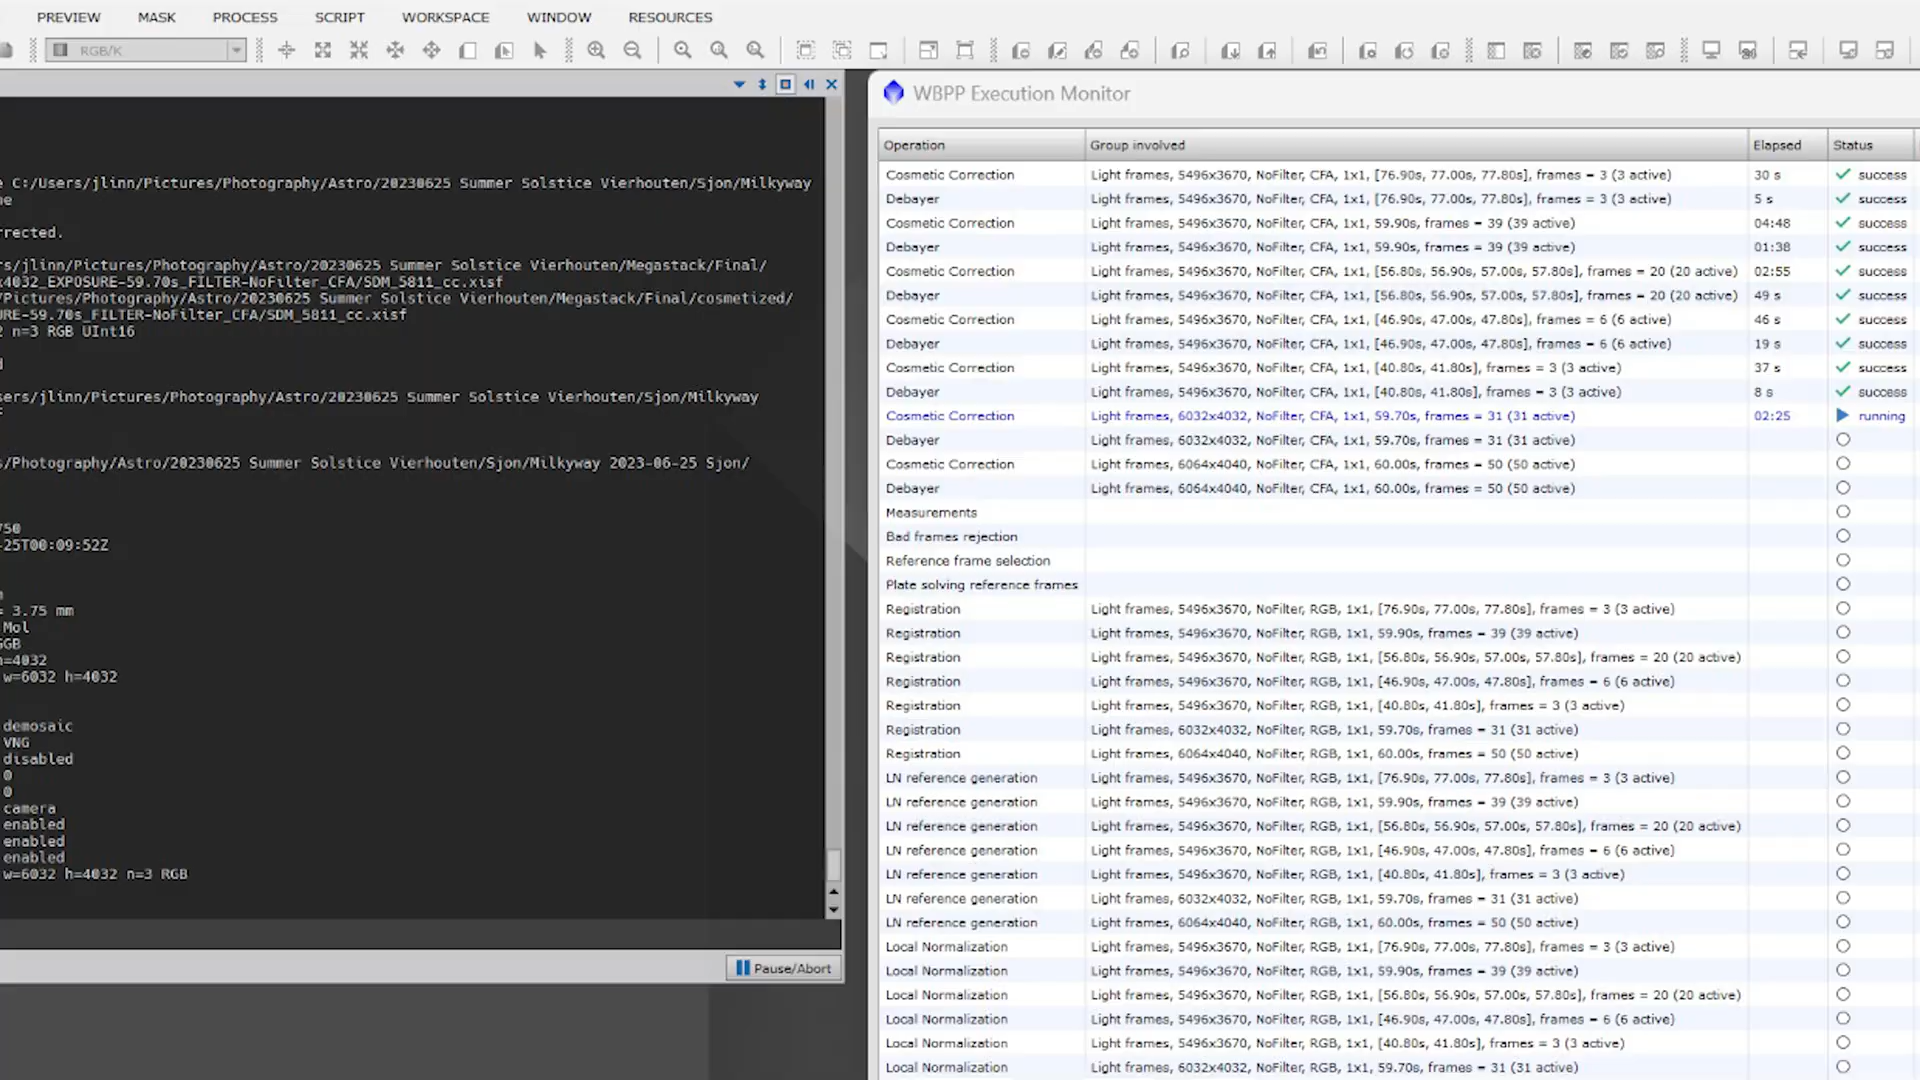 PREVIEW MASK PROCESS SCRIPT WORKSPACE WINDOW RESOURCES
RGB/K
C:/Users/jlinn/Pictures/Photography/Astro/20230625 Summer Solstice Vierhouten/Sjon/Milkyway
ne
rrected.
rs/jlinn/Pictures/Photography/Astro/20230625 Summer Solstice Vierhouten/Megastack/Final/
x4032_EXPOSURE-59.70s_FILTER-NoFilter_CFA/SDM_5811_cc.xisf
/Pictures/Photography/Astro/20230625 Summer Solstice Vierhouten/Megastack/Final/cosmetized/
URE-59.70s_FILTER-NoFilter_CFA/SDM_5811_cc.xisf
2 n=3 RGB UInt16
d
sers/jlinn/Pictures/Photography/Astro/20230625 Summer Solstice Vierhouten/Sjon/Milkyway
s/Photography/Astro/20230625 Summer Solstice Vierhouten/Sjon/Milkyway 2023-06-25 Sjon/
750
-25T00:09:52Z
= 3.75 mm
Mol
GGB
h=4032
w=6032 h=4032
demosaic
VNG
disabled
0
0
camera
enabled
enabled
enabled
w=6032 h=4032 n=3 RGB
Pause/Abort
WBPP Execution Monitor
Operation Group involved Elapsed Status
Cosmetic Correction Light frames, 5496x3670, NoFilter, CFA, 1x1, [76.90s, 77.00s, 77.80s], frames = 3 (3 active) 30 s success
Debayer Light frames, 5496x3670, NoFilter, CFA, 1x1, [76.90s, 77.00s, 77.80s], frames = 3 (3 active) 5 s success
Cosmetic Correction Light frames, 5496x3670, NoFilter, CFA, 1x1, 59.90s, frames = 39 (39 active) 04:48 success
Debayer Light frames, 5496x3670, NoFilter, CFA, 1x1, 59.90s, frames = 39 (39 active) 01:38 success
Cosmetic Correction Light frames, 5496x3670, NoFilter, CFA, 1x1, [56.80s, 56.90s, 57.00s, 57.80s], frames = 20 (20 active) 02:55 success
Debayer Light frames, 5496x3670, NoFilter, CFA, 1x1, [56.80s, 56.90s, 57.00s, 57.80s], frames = 20 (20 active) 49 s success
Cosmetic Correction Light frames, 5496x3670, NoFilter, CFA, 1x1, [46.90s, 47.00s, 47.80s], frames = 6 (6 active) 46 s success
Debayer Light frames, 5496x3670, NoFilter, CFA, 1x1, [46.90s, 47.00s, 47.80s], frames = 6 (6 active) 19 s success
Cosmetic Correction Light frames, 5496x3670, NoFilter, CFA, 1x1, [40.80s, 41.80s], frames = 3 (3 active) 37 s success
Debayer Light frames, 5496x3670, NoFilter, CFA, 1x1, [40.80s, 41.80s], frames = 3 (3 active) 8 s success
Cosmetic Correction Light frames, 6032x4032, NoFilter, CFA, 1x1, 59.70s, frames = 31 (31 active) 02:25 running
Debayer Light frames, 6032x4032, NoFilter, CFA, 1x1, 59.70s, frames = 31 (31 active)
Cosmetic Correction Light frames, 6064x4040, NoFilter, CFA, 1x1, 60.00s, frames = 50 (50 active)
Debayer Light frames, 6064x4040, NoFilter, CFA, 1x1, 60.00s, frames = 50 (50 active)
Measurements
Bad frames rejection
Reference frame selection
Plate solving reference frames
Registration Light frames, 5496x3670, NoFilter, RGB, 1x1, [76.90s, 77.00s, 77.80s], frames = 3 (3 active)
Registration Light frames, 5496x3670, NoFilter, RGB, 1x1, 59.90s, frames = 39 (39 active)
Registration Light frames, 5496x3670, NoFilter, RGB, 1x1, [56.80s, 56.90s, 57.00s, 57.80s], frames = 20 (20 active)
Registration Light frames, 5496x3670, NoFilter, RGB, 1x1, [46.90s, 47.00s, 47.80s], frames = 6 (6 active)
Registration Light frames, 5496x3670, NoFilter, RGB, 1x1, [40.80s, 41.80s], frames = 3 (3 active)
Registration Light frames, 6032x4032, NoFilter, RGB, 1x1, 59.70s, frames = 31 (31 active)
Registration Light frames, 6064x4040, NoFilter, RGB, 1x1, 60.00s, frames = 50 (50 active)
LN reference generation Light frames, 5496x3670, NoFilter, RGB, 1x1, [76.90s, 77.00s, 77.80s], frames = 3 (3 active)
LN reference generation Light frames, 5496x3670, NoFilter, RGB, 1x1, 59.90s, frames = 39 (39 active)
LN reference generation Light frames, 5496x3670, NoFilter, RGB, 1x1, [56.80s, 56.90s, 57.00s, 57.80s], frames = 20 (20 active)
LN reference generation Light frames, 5496x3670, NoFilter, RGB, 1x1, [46.90s, 47.00s, 47.80s], frames = 6 (6 active)
LN reference generation Light frames, 5496x3670, NoFilter, RGB, 1x1, [40.80s, 41.80s], frames = 3 (3 active)
LN reference generation Light frames, 6032x4032, NoFilter, RGB, 1x1, 59.70s, frames = 31 (31 active)
LN reference generation Light frames, 6064x4040, NoFilter, RGB, 1x1, 60.00s, frames = 50 (50 active)
Local Normalization Light frames, 5496x3670, NoFilter, RGB, 1x1, [76.90s, 77.00s, 77.80s], frames = 3 (3 active)
Local Normalization Light frames, 5496x3670, NoFilter, RGB, 1x1, 59.90s, frames = 39 (39 active)
Local Normalization Light frames, 5496x3670, NoFilter, RGB, 1x1, [56.80s, 56.90s, 57.00s, 57.80s], frames = 20 (20 active)
Local Normalization Light frames, 5496x3670, NoFilter, RGB, 1x1, [46.90s, 47.00s, 47.80s], frames = 6 (6 active)
Local Normalization Light frames, 5496x3670, NoFilter, RGB, 1x1, [40.80s, 41.80s], frames = 3 (3 active)
Local Normalization Light frames, 6032x4032, NoFilter, RGB, 1x1, 59.70s, frames = 31 (31 active)